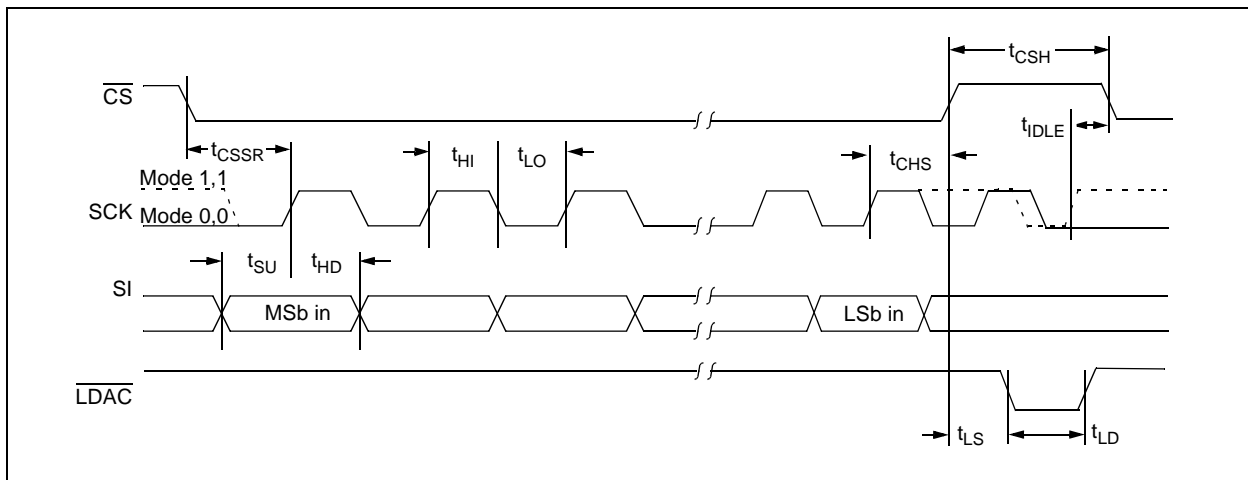 tCSH
CS
tIDLE
tCSSR
tHI
tLO
tCHS
Mode 1,1
SCK
Mode 0,0
tSU
tHD
SI
MSb in
LSb in
LDAC
tLS
tLD